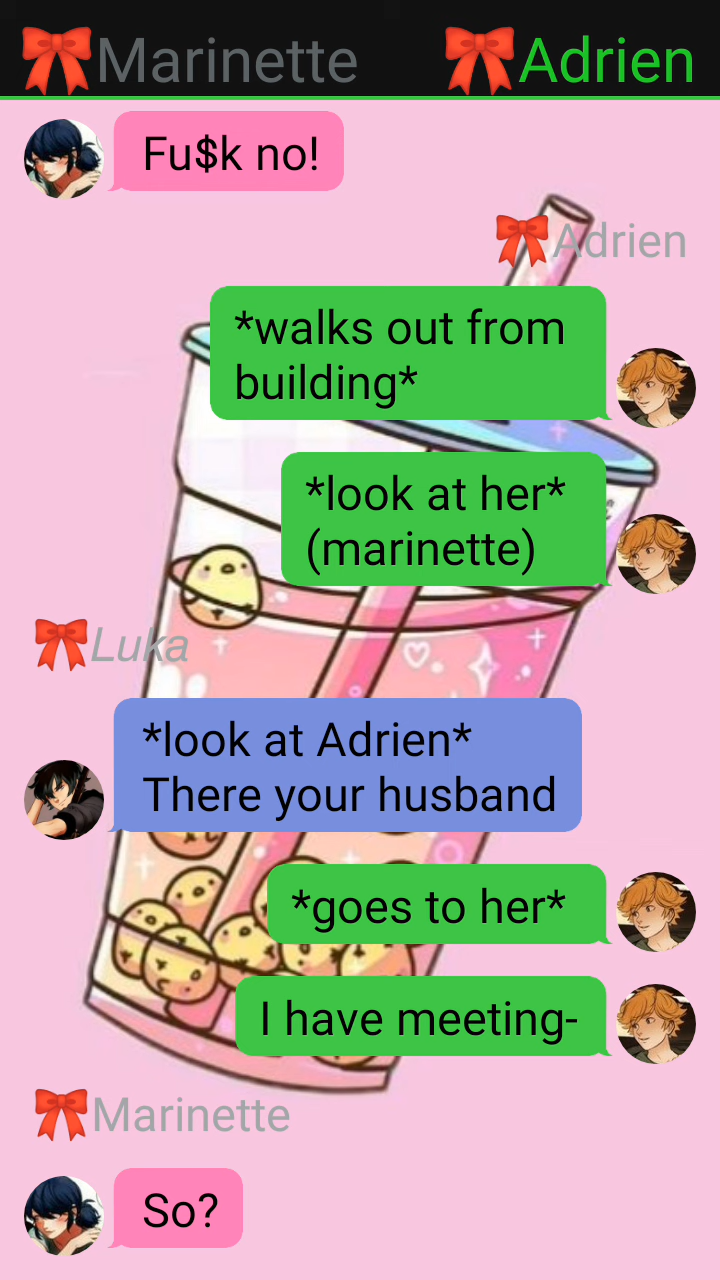 🎀Marinette
🎀Adrien
Fu$k no!
🎀Adrien
*walks out from
building*
*look at her*
(marinette)
🎀Luka
*look at Adrien*
There your husband
*goes to her*
I have meeting-
🎀Marinette
So?